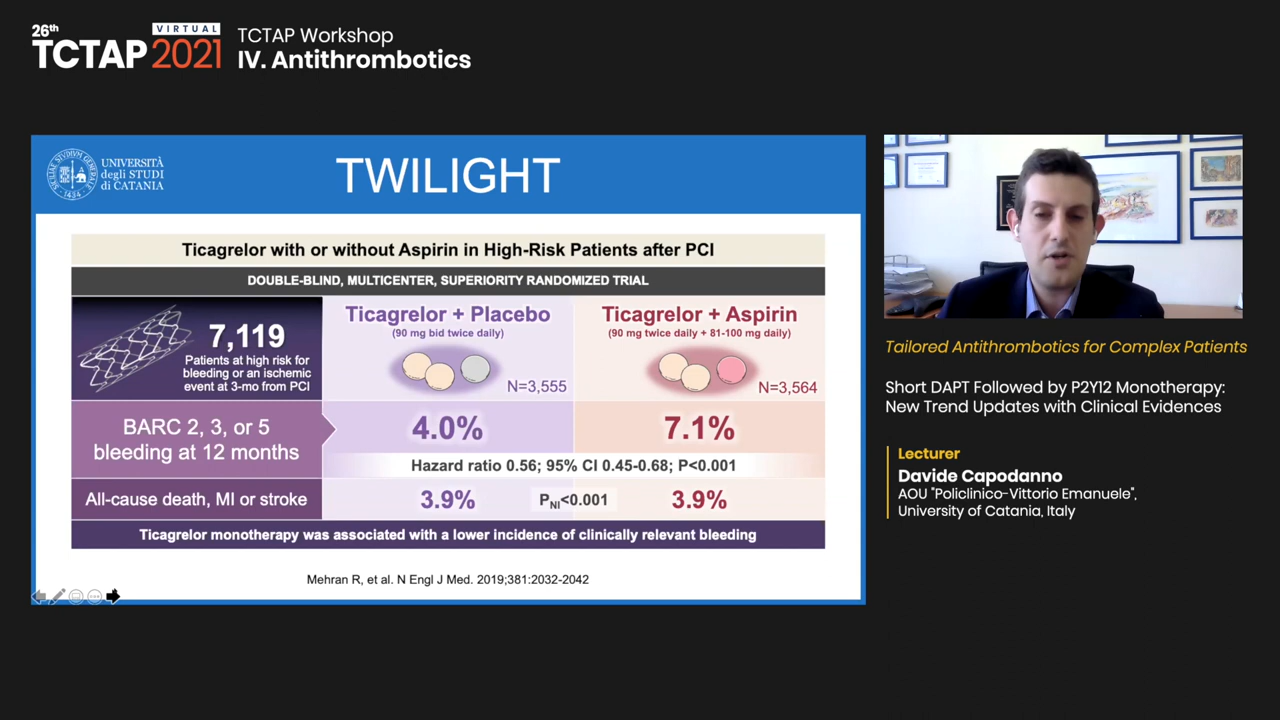 26th
VIRTUAL
TCTAP 2021
TCTAP Workshop
IV. Antithrombotics
SICILIAE STUDIUM GENERALE
1434
UNIVERSITÀ
degli STUDI
di CATANIA
TWILIGHT
Ticagrelor with or without Aspirin in High-Risk Patients after PCI
DOUBLE-BLIND, MULTICENTER, SUPERIORITY RANDOMIZED TRIAL
7,119
Patients at high risk for
bleeding or an ischemic
event at 3-mo from PCI
Ticagrelor + Placebo
(90 mg bid twice daily)
N=3,555
Ticagrelor + Aspirin
(90 mg twice daily + 81-100 mg daily)
N=3,564
BARC 2, 3, or 5
bleeding at 12 months
4.0%
7.1%
Hazard ratio 0.56; 95% CI 0.45-0.68; P<0.001
All-cause death, MI or stroke
3.9%
PNI<0.001
3.9%
Ticagrelor monotherapy was associated with a lower incidence of clinically relevant bleeding
Mehran R, et al. N Engl J Med. 2019;381:2032-2042
Tailored Antithrombotics for Complex Patients
Short DAPT Followed by P2Y12 Monotherapy:
New Trend Updates with Clinical Evidences
Lecturer
Davide Capodanno
AOU "Policlinico-Vittorio Emanuele",
University of Catania, Italy